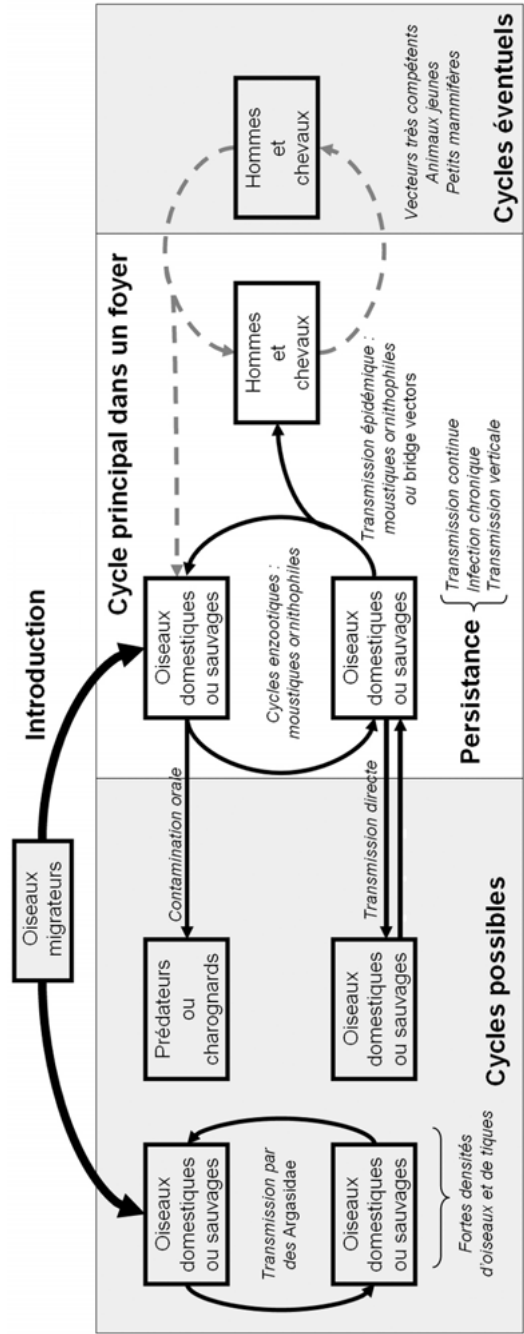 Introduction
Oiseaux
migrateurs
Cycle principal dans un foyer
Oiseaux
domestiques
ou sauvages
Transmission par
des Argasidae
Oiseaux
domestiques
ou sauvages
Fortes densités
d'oiseaux et de tiques
Prédateurs
ou
charognards
Contamination orale
Oiseaux
domestiques
ou sauvages
Transmission directe
Cycles possibles
Oiseaux
domestiques
ou sauvages
Cycles enzootiques :
moustiques ornithophiles
Oiseaux
domestiques
ou sauvages
Persistance
Transmission continue
Infection chronique
Transmission verticale
Hommes
et
chevaux
Transmission épidémique :
moustiques ornithophiles
ou bridge vectors
Hommes
et
chevaux
Vecteurs très compétents
Animaux jeunes
Petits mammifères
Cycles éventuels